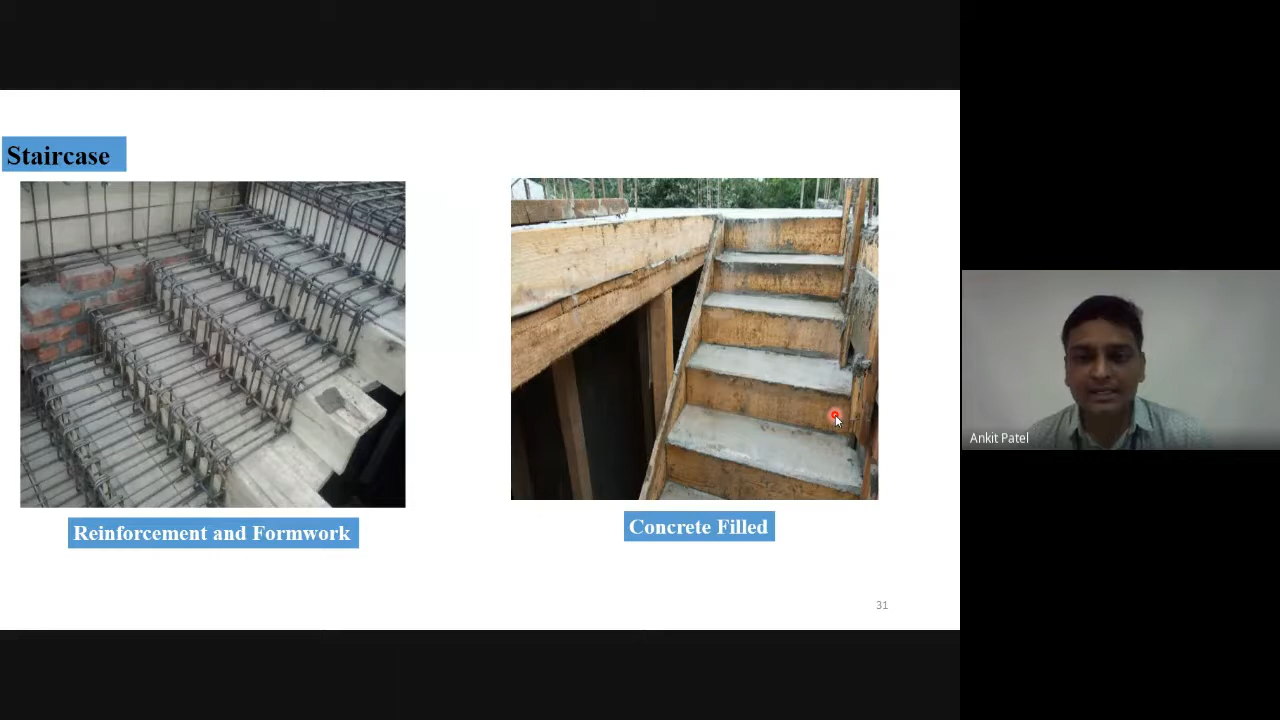 Staircase
Reinforcement and Formwork
Concrete Filled
31
Ankit Patel